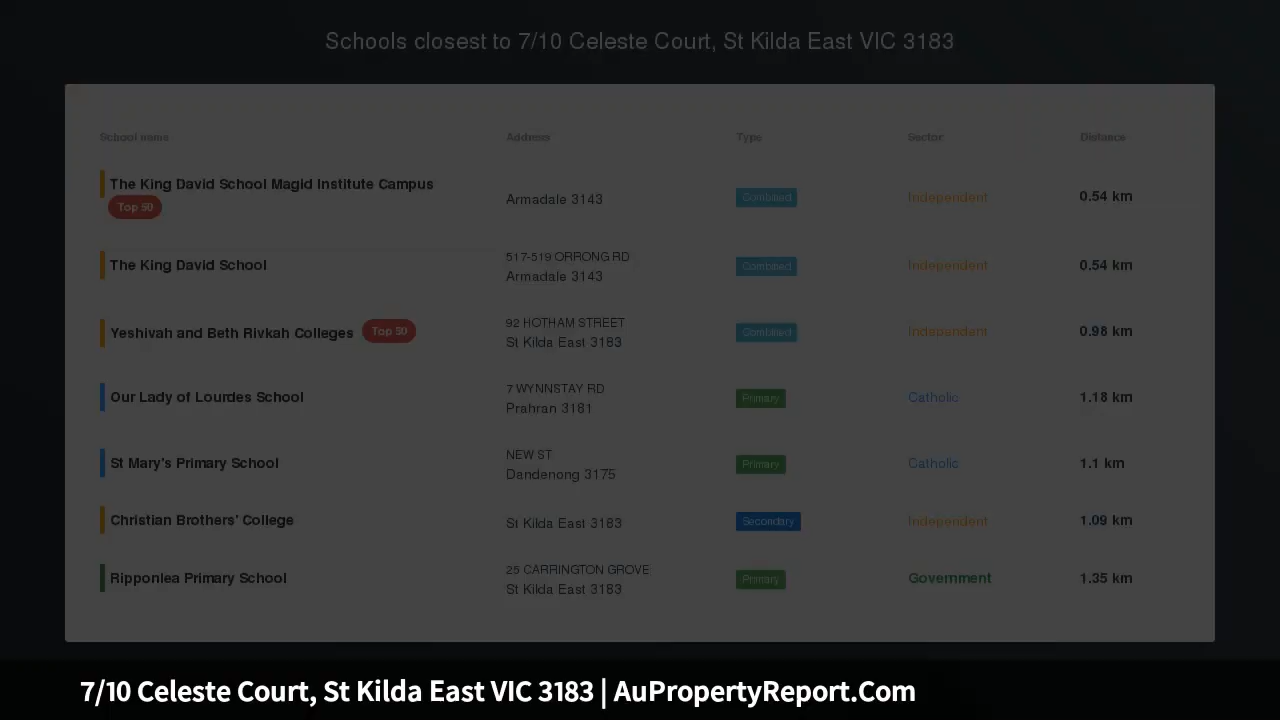 Schools closest to 7/10 Celeste Court, St Kilda East VIC 3183
School name Address Type Sector Distance
The King David School Magid Institute Campus
Top 50
Armadale 3143 Combined Independent 0.54 km
The King David School 517-519 ORRONG RD
Armadale 3143 Combined Independent 0.54 km
Yeshivah and Beth Rivkah Colleges Top 50 92 HOTHAM STREET
St Kilda East 3183 Combined Independent 0.98 km
Our Lady of Lourdes School 7 WYNNSTAY RD
Prahran 3181 Primary Catholic 1.18 km
St Mary's Primary School NEW ST
Dandenong 3175 Primary Catholic 1.1 km
Christian Brothers' College St Kilda East 3183 Secondary Independent 1.09 km
Ripponlea Primary School 25 CARRINGTON GROVE
St Kilda East 3183 Primary Government 1.35 km
7/10 Celeste Court, St Kilda East VIC 3183 | AuPropertyReport.Com